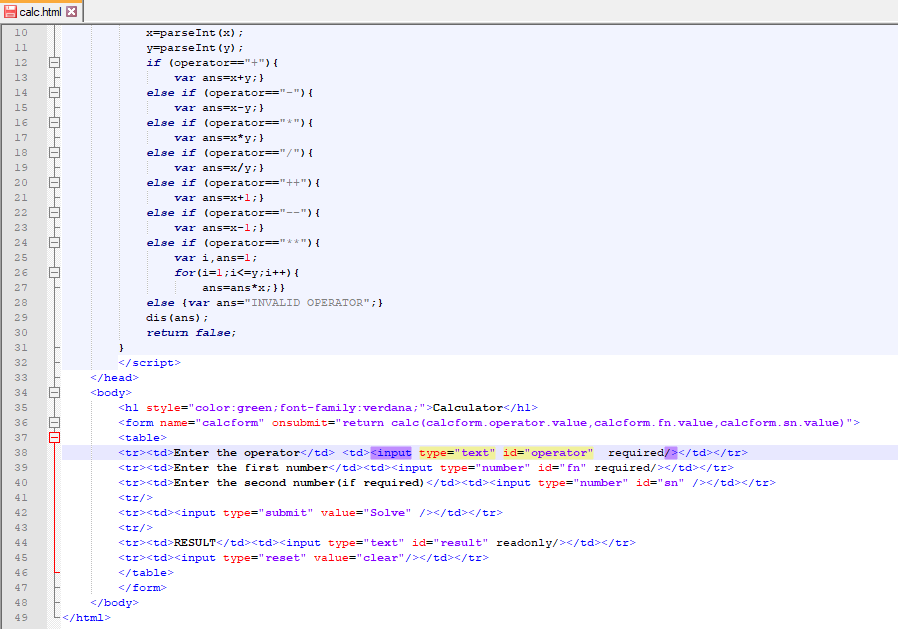 calc.html
10 x=parseInt(x);
11 y=parseInt(y);
12 if (operator=="+"){
13 var ans=x+y;}
14 else if (operator=="-"){
15 var ans=x-y;}
16 else if (operator=="*"){
17 var ans=x*y;}
18 else if (operator=="/"){
19 var ans=x/y;}
20 else if (operator=="++"){
21 var ans=x+1;}
22 else if (operator=="--"){
23 var ans=x-1;}
24 else if (operator=="**"){
25 var i,ans=1;
26 for(i=1;i<=y;i++){
27 ans=ans*x;}}
28 else {var ans="INVALID OPERATOR";}
29 dis(ans);
30 return false;
31 }
32 </script>
33 </head>
34 <body>
35 <h1 style="color:green;font-family:verdana;">Calculator</h1>
36 <form name="calcform" onsubmit="return calc(calcform.operator.value,calcform.fn.value,calcform.sn.value)">
37 <table>
38 <tr><td>Enter the operator</td> <td><input type="text" id="operator"  required/></td></tr>
39 <tr><td>Enter the first number</td><td><input type="number" id="fn" required/></td></tr>
40 <tr><td>Enter the second number(if required)</td><td><input type="number" id="sn" /></td></tr>
41 <tr/>
42 <tr><td><input type="submit" value="Solve" /></td></tr>
43 <tr/>
44 <tr><td>RESULT</td><td><input type="text" id="result" readonly/></td></tr>
45 <tr><td><input type="reset" value="clear"/></td></tr>
46 </table>
47 </form>
48 </body>
49 </html>